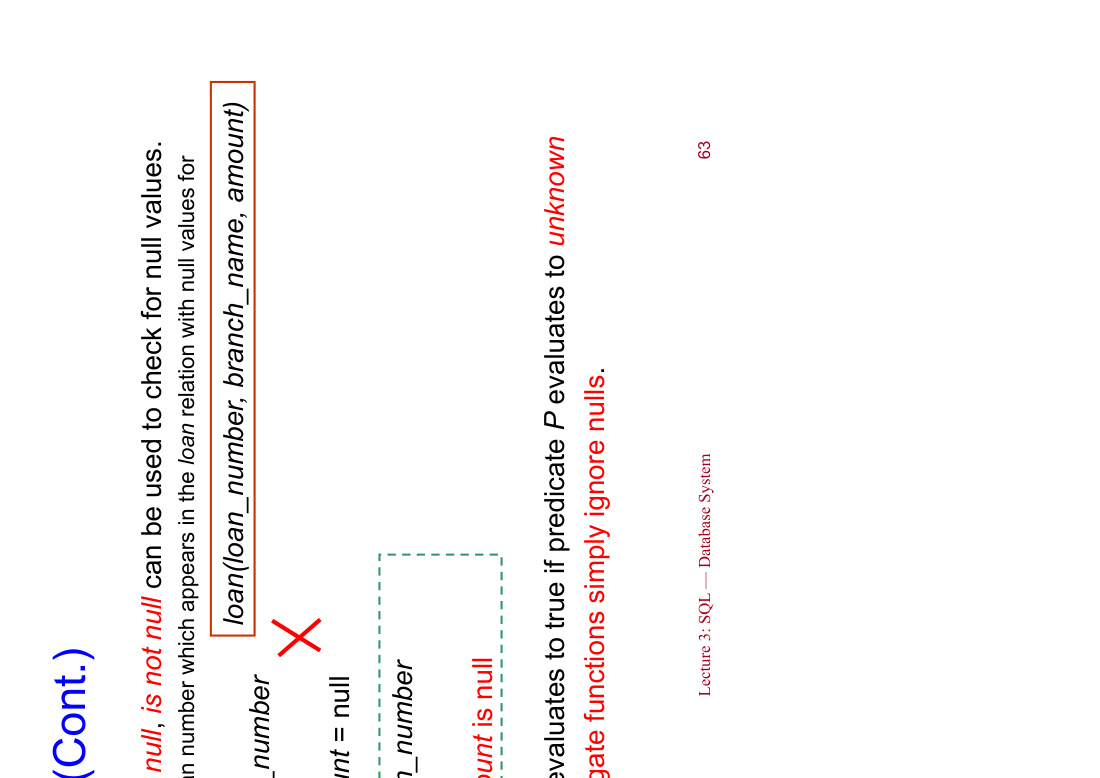 (Cont.)
null, is not null can be used to check for null values.
an number which appears in the loan relation with null values for
loan(loan_number, branch_name, amount)
_number
unt = null
n_number
ount is null
evaluates to true if predicate P evaluates to unknown
gate functions simply ignore nulls.
Lecture 3: SQL — Database System
63